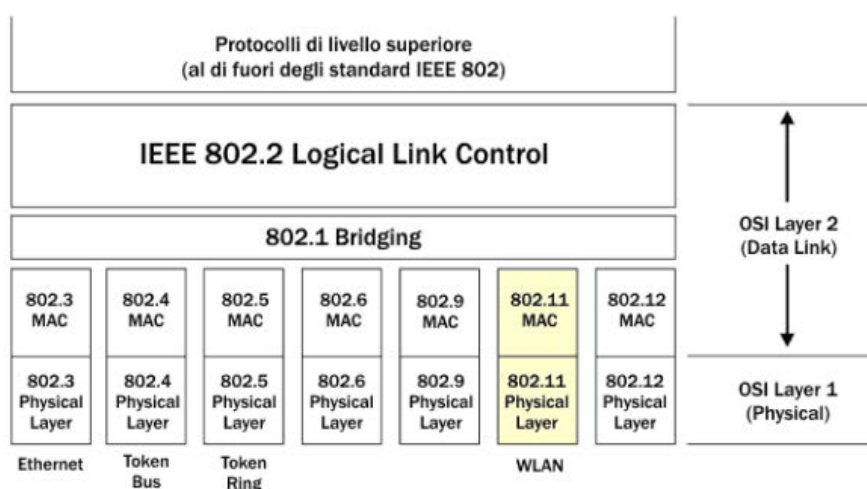 Protocolli di livello superiore
(al di fuori degli standard IEEE 802)
IEEE 802.2 Logical Link Control
802.1 Bridging
OSI Layer 2
(Data Link)
802.3
MAC
802.4
MAC
802.5
MAC
802.6
MAC
802.9
MAC
802.11
MAC
802.12
MAC
802.3
Physical
Layer
802.4
Physical
Layer
802.5
Physical
Layer
802.6
Physical
Layer
802.9
Physical
Layer
802.11
Physical
Layer
802.12
Physical
Layer
OSI Layer 1
(Physical)
Ethernet
Token
Bus
Token
Ring
WLAN